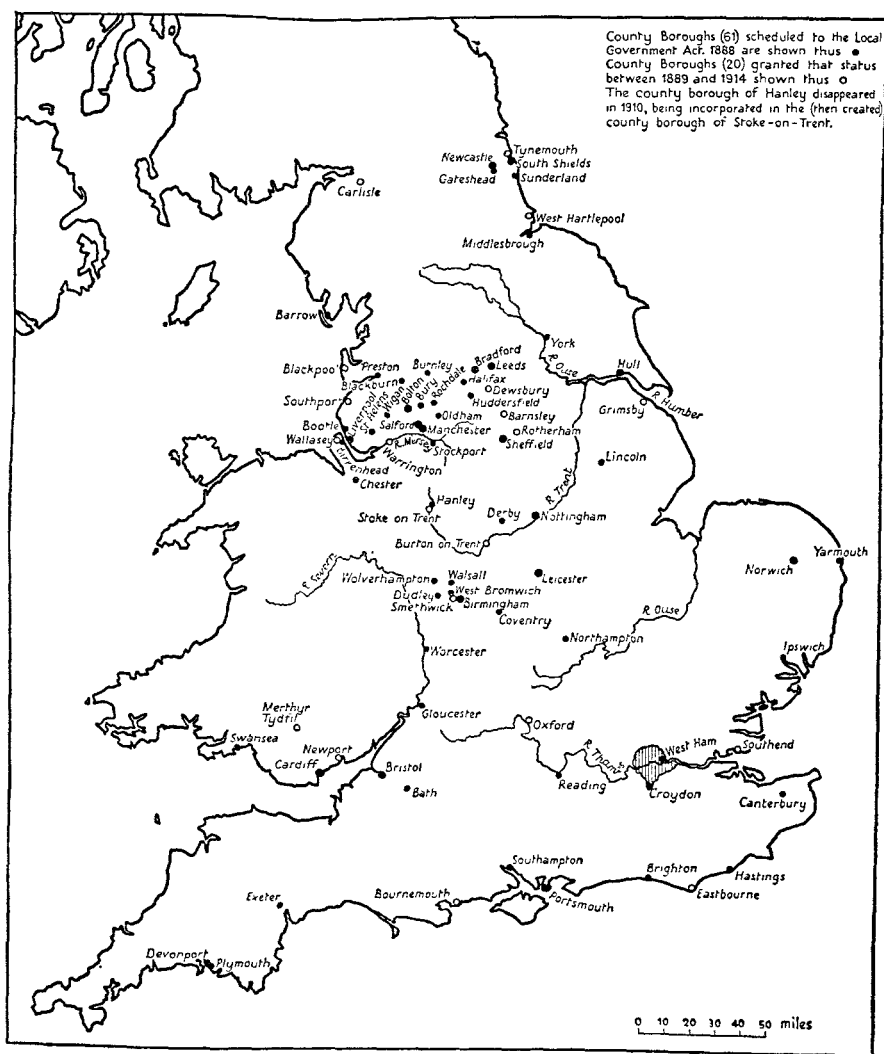 County Boroughs (61) scheduled to the Local
Government Act. 1888 are shown thus
County Boroughs (20) granted that status
between 1889 and 1914 shown thus
The county borough of Hanley disappeared
in 1910, being incorporated in the (then created)
county borough of Stoke-on-Trent.
Tynemouth
Newcastle
South Shields
Gateshead
Sunderland
Carlisle
West Hartlepool
Middlesbrough
Barrow
York
R. Ouse
Hull
R. Humber
Grimsby
Blackpool
Preston
Burnley
Bradford
Leeds
Blackburn
Halifax
Dewsbury
Huddersfield
Southport
Liverpool
St Helens
Wigan
Bolton
Bury
Rochdale
Oldham
Barnsley
Bootle
Salford
Manchester
Rotherham
Wallasey
R. Mersey
Stockport
Sheffield
Birkenhead
Warrington
Lincoln
Chester
R. Trent
Hanley
Stoke on Trent
Derby
Nottingham
Burton on Trent
R. Severn
Wolverhampton
Walsall
Leicester
Norwich
Yarmouth
Dudley
West Bromwich
Smethwick
Birmingham
Coventry
R. Ouse
Northampton
Worcester
Ipswich
Merthyr
Tydfil
Gloucester
Oxford
Swansea
Newport
R. Thames
West Ham
Southend
Cardiff
Bristol
Reading
Croydon
Canterbury
Bath
Southampton
Brighton
Hastings
Exeter
Bournemouth
Portsmouth
Eastbourne
Devonport
Plymouth
0 10 20 30 40 50 miles